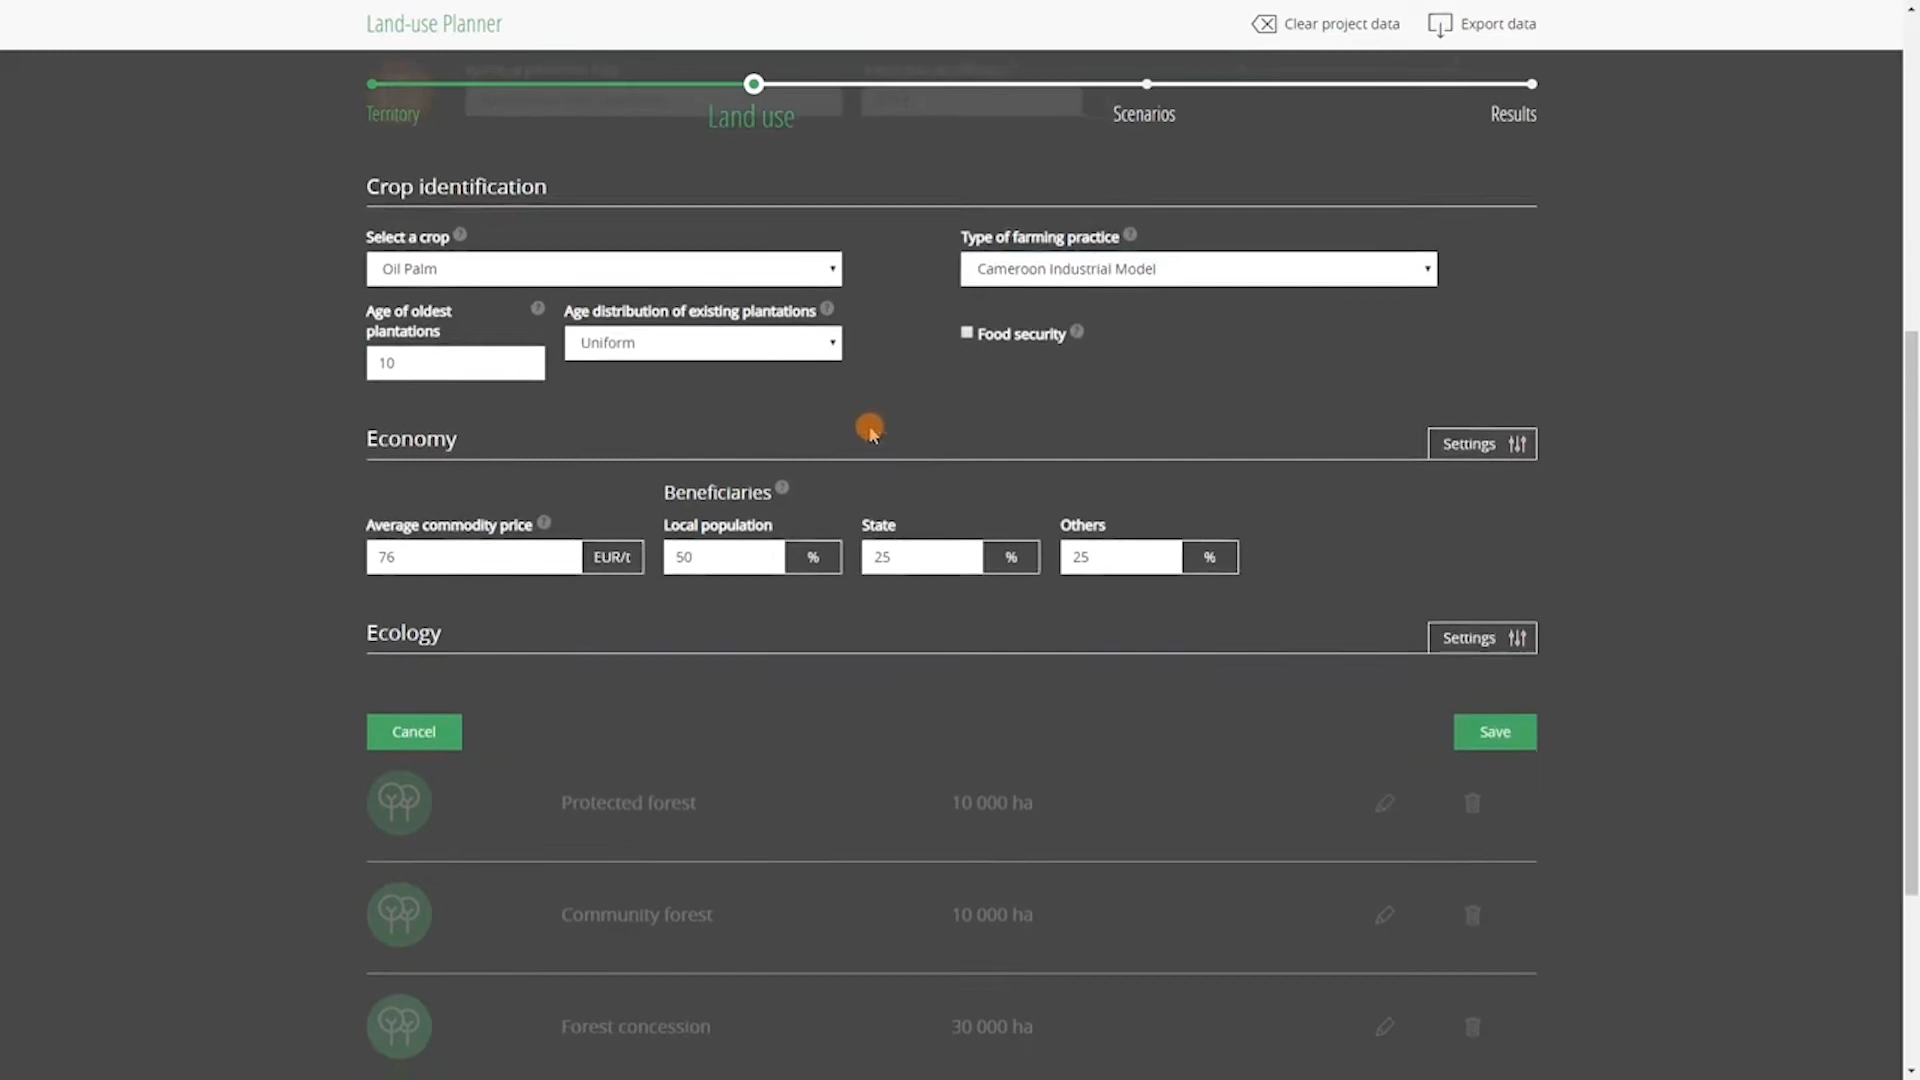 Land-use Planner
Clear project data
Export data
Territory
Land use
Scenarios
Results
Crop identification
Select a crop
Type of farming practice
Oil Palm
Cameroon Industrial Model
Age of oldest
plantations
Age distribution of existing plantations
Food security
10
Uniform
Economy
Settings
Beneficiaries
Average commodity price
Local population
State
Others
76 EUR/t
50 %
25 %
25 %
Ecology
Settings
Cancel
Save
Protected forest 10 000 ha
Community forest 10 000 ha
Forest concession 30 000 ha